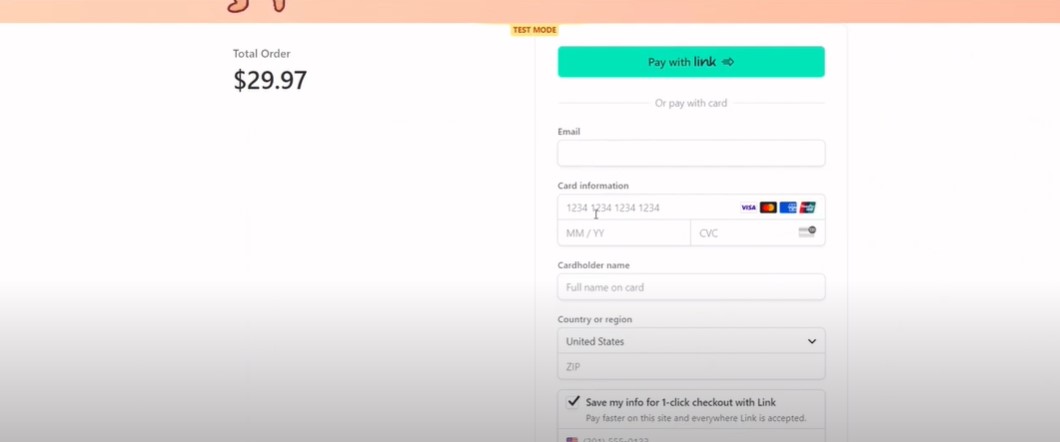 TEST MODE
Total Order
$29.97
Pay with link
Or pay with card
Email
Card information
1234 1234 1234 1234
VISA
MM / YY
CVC
Cardholder name
Full name on card
Country or region
United States
ZIP
Save my info for 1-click checkout with Link
Pay faster on this site and everywhere Link is accepted.